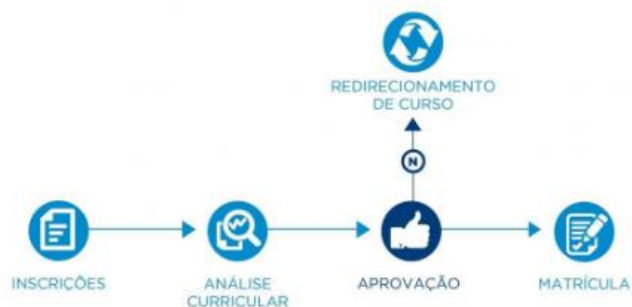 REDIRECIONAMENTO
DE CURSO
N
INSCRIÇÕES
ANÁLISE
CURRICULAR
APROVAÇÃO
MATRÍCULA